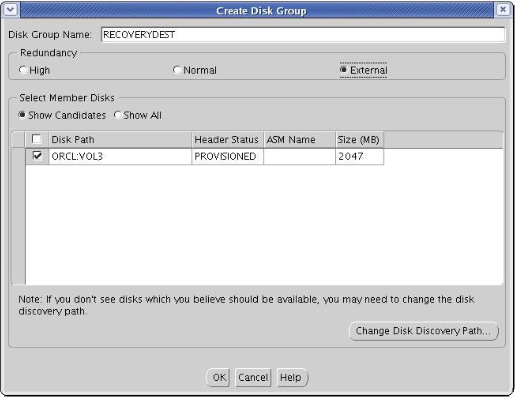 Create Disk Group
Disk Group Name: RECOVERYDEST
Redundancy
High Normal External
Select Member Disks
Show Candidates Show All
Disk Path Header Status ASM Name Size (MB)
ORCL:VOL3 PROVISIONED 2047
Note: If you don't see disks which you believe should be available, you may need to change the disk
discovery path.
Change Disk Discovery Path...
OK Cancel Help